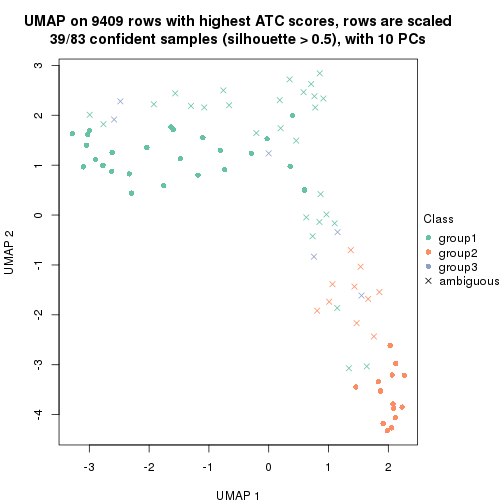 UMAP on 9409 rows with highest ATC scores, rows are scaled
39/83 confident samples (silhouette > 0.5), with 10 PCs
3
2
1
0
-1
-2
-3
-4
UMAP 2
-3
-2
-1
0
1
2
UMAP 1
Class
group1
group2
group3
ambiguous